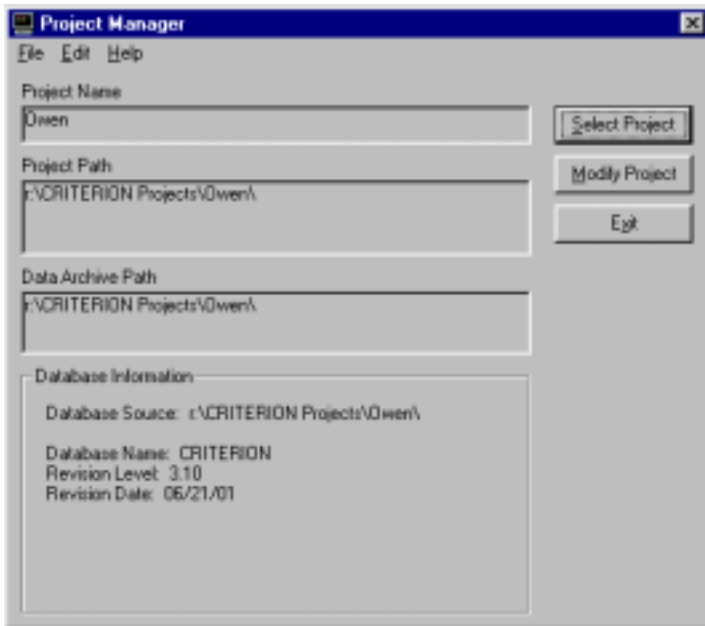 Project Manager
File Edit Help
Project Name
Owen
Select Project
Project Path
Modify Project
r:\CRITERION Projects\Owen\
Exit
Data Archive Path
r:\CRITERION Projects\Owen\
Database Information
Database Source: r:\CRITERION Projects\Owen\
Database Name: CRITERION
Revision Level: 3.10
Revision Date: 06/21/01